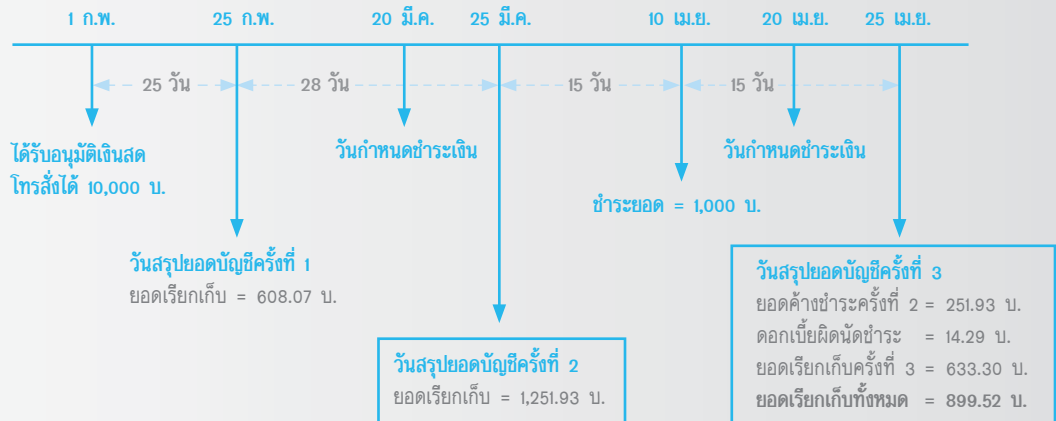 1 ก.พ. 25 ก.พ. 20 มี.ค. 25 มี.ค. 10 เม.ย. 20 เม.ย. 25 เม.ย.
25 วัน 28 วัน 15 วัน 15 วัน
ได้รับอนุมัติเงินสด
โทรสั่งได้ 10,000 บ.
วันกำหนดชำระเงิน
วันกำหนดชำระเงิน
ชำระยอด = 1,000 บ.
วันสรุปยอดบัญชีครั้งที่ 1
ยอดเรียกเก็บ = 608.07 บ.
วันสรุปยอดบัญชีครั้งที่ 2
ยอดเรียกเก็บ = 1,251.93 บ.
วันสรุปยอดบัญชีครั้งที่ 3
ยอดค้างชำระครั้งที่ 2 = 251.93 บ.
ดอกเบี้ยผิดนัดชำระ = 14.29 บ.
ยอดเรียกเก็บครั้งที่ 3 = 633.30 บ.
ยอดเรียกเก็บทั้งหมด = 899.52 บ.